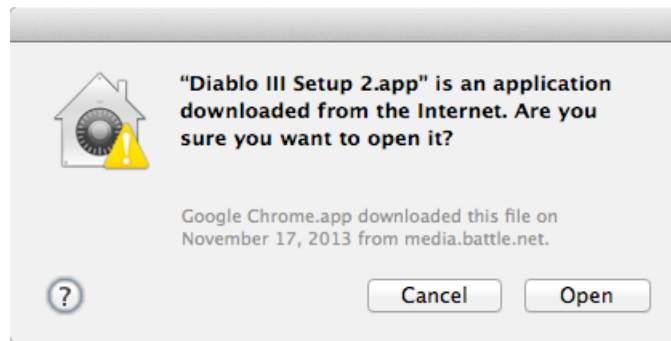 “Diablo III Setup 2.app” is an application
downloaded from the Internet. Are you
sure you want to open it?
Google Chrome.app downloaded this file on
November 17, 2013 from media.battle.net.
?
Cancel
Open